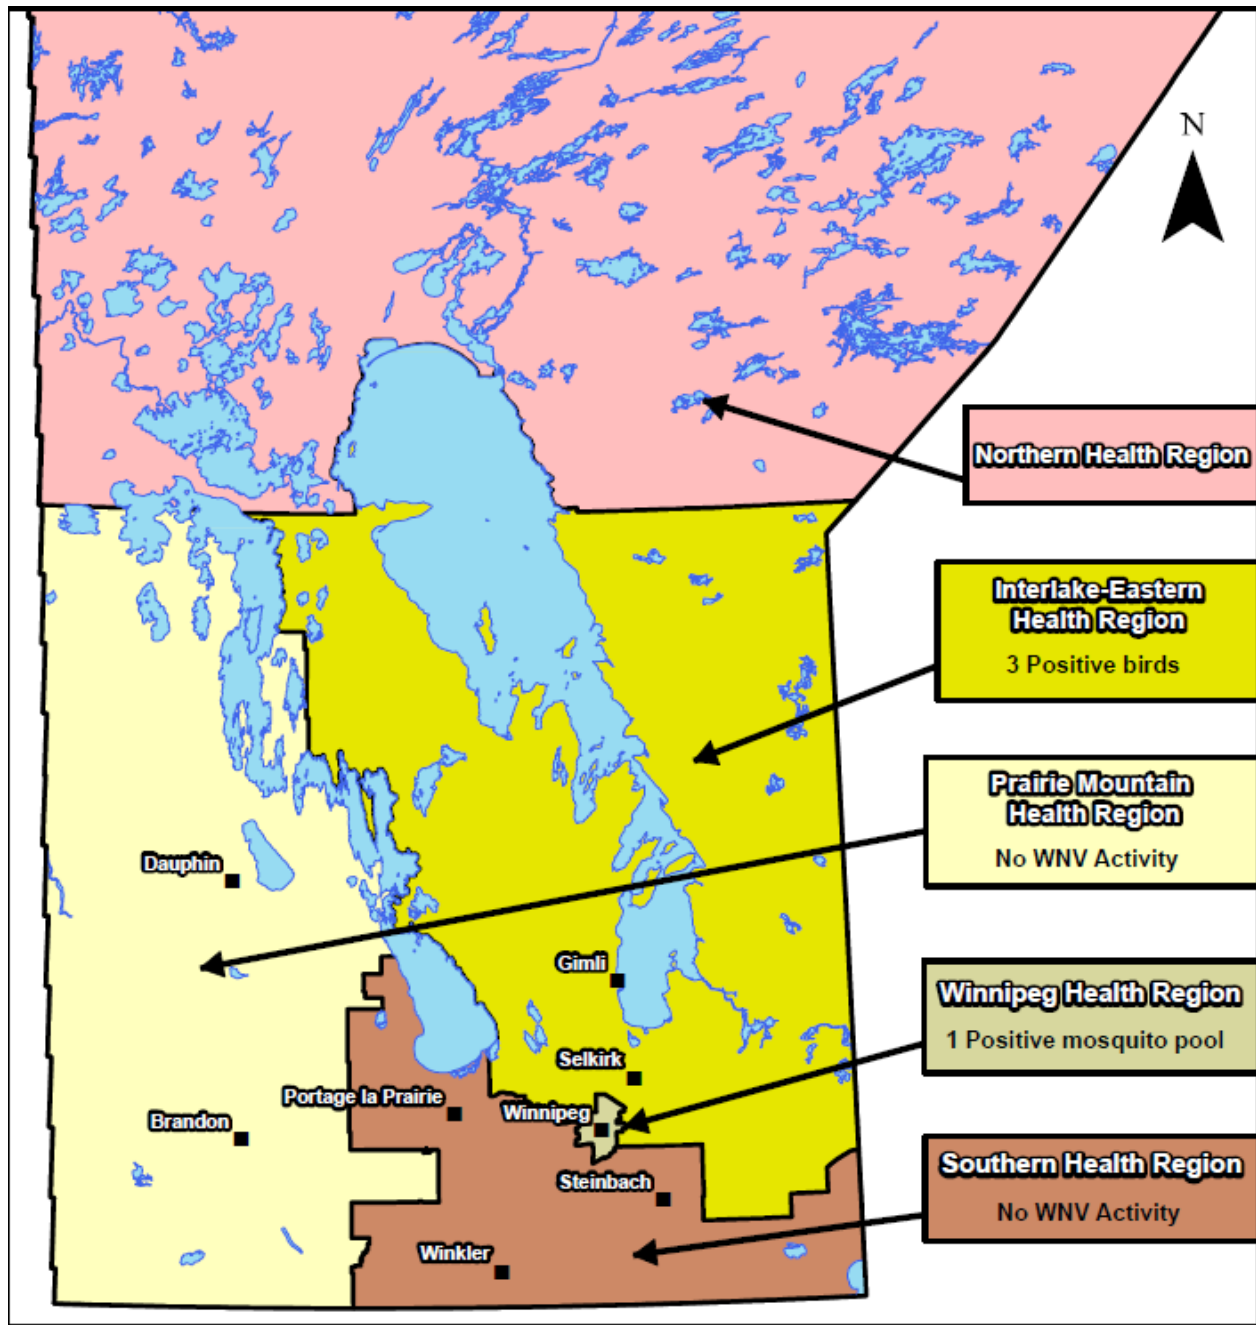 N
Northern Health Region
Interlake-Eastern
Health Region
3 Positive birds
Prairie Mountain
Health Region
No WNV Activity
Dauphin
Gimli
Winnipeg Health Region
1 Positive mosquito pool
Selkirk
Portage la Prairie
Winnipeg
Brandon
Southern Health Region
No WNV Activity
Steinbach
Winkler